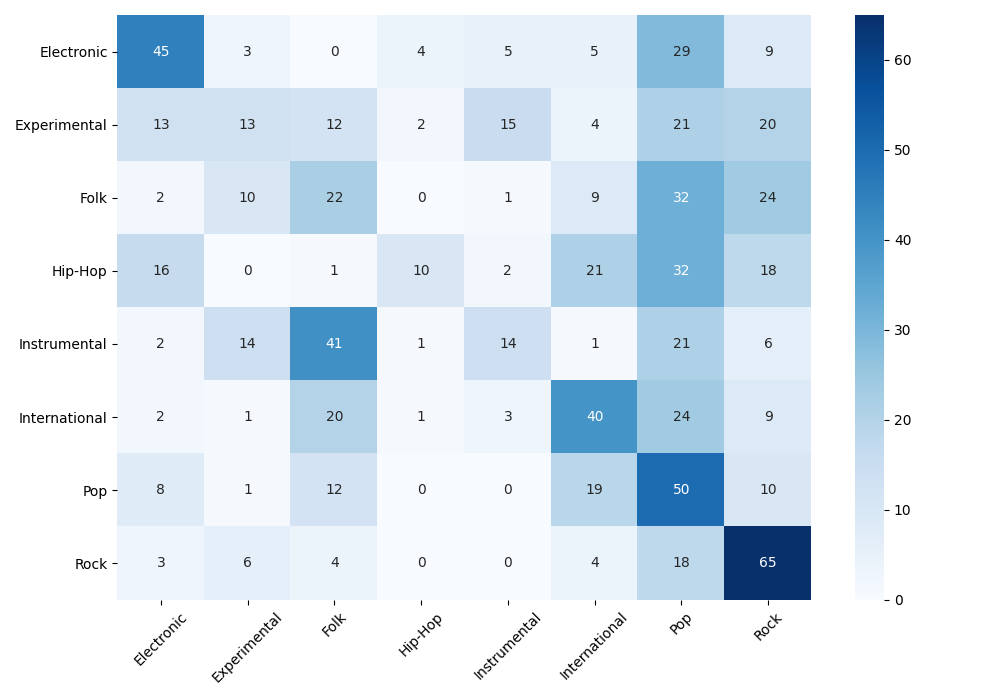 Electronic 45 3 0 4 5 5 29 9
Experimental 13 13 12 2 15 4 21 20
Folk 2 10 22 0 1 9 32 24
Hip-Hop 16 0 1 10 2 21 32 18
Instrumental 2 14 41 1 14 1 21 6
International 2 1 20 1 3 40 24 9
Pop 8 1 12 0 0 19 50 10
Rock 3 6 4 0 0 4 18 65
Electronic Experimental Folk Hip-Hop Instrumental International Pop Rock
60
50
40
30
20
10
0